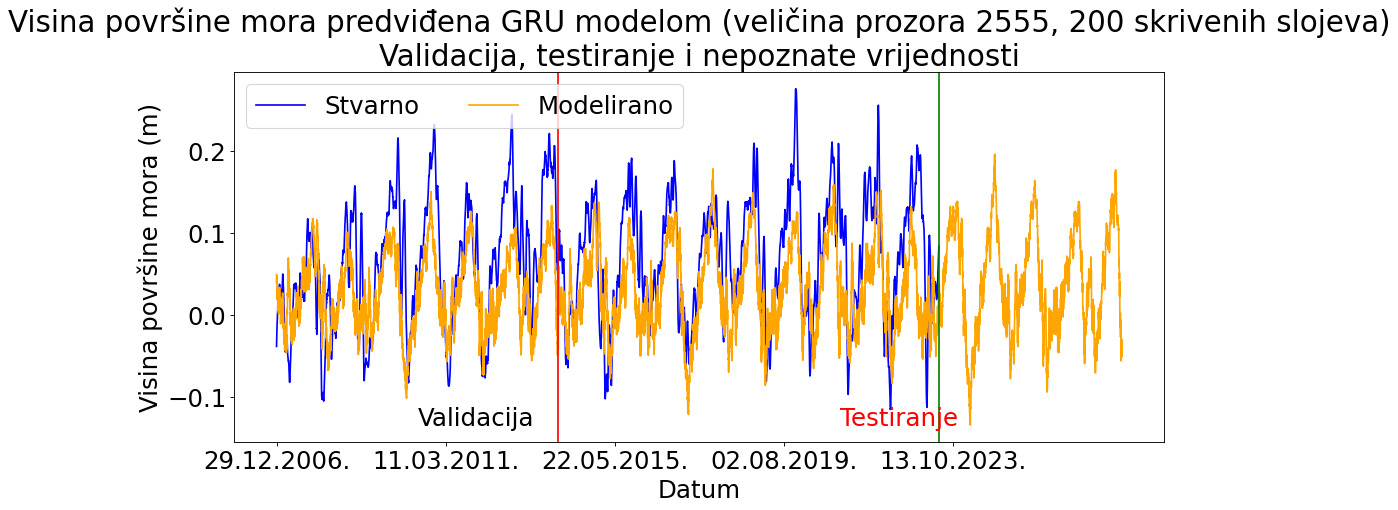 Visina površine mora predviđena GRU modelom (veličina prozora 2555, 200 skrivenih slojeva)
Validacija, testiranje i nepoznate vrijednosti
Stvarno
Modelirano
Visina površine mora (m)
0.2
0.1
0.0
−0.1
Validacija
Testiranje
29.12.2006.
11.03.2011.
22.05.2015.
02.08.2019.
13.10.2023.
Datum